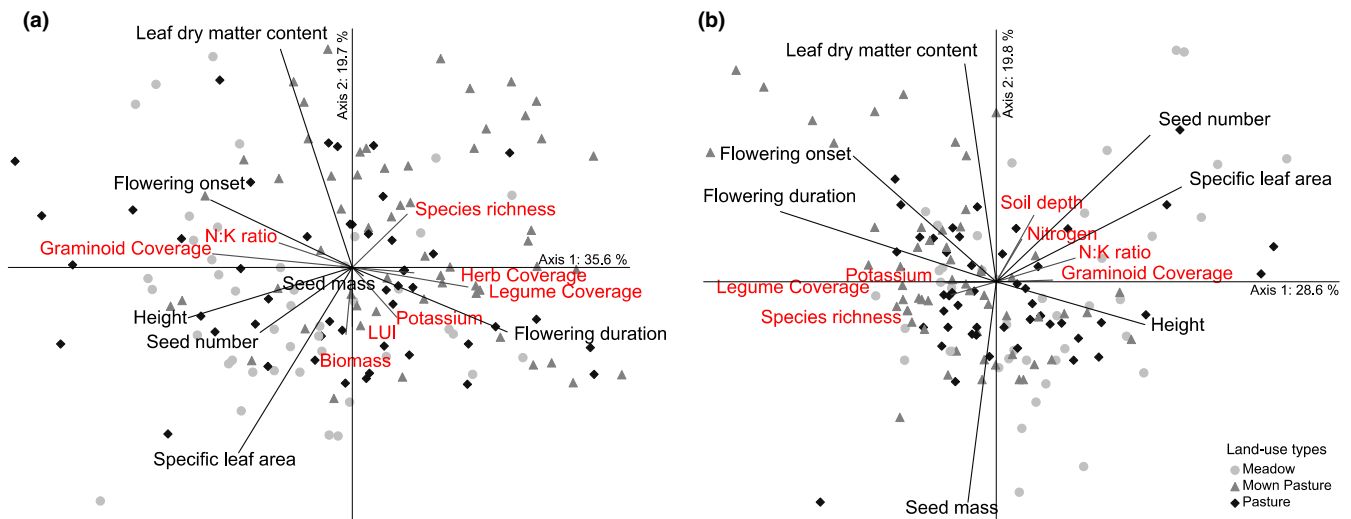 (a)
Leaf dry matter content
Axis 2: 19.7 %
Flowering onset
Species richness
N:K ratio
Graminoid Coverage
Axis 1: 35.6 %
Herb Coverage
Seed mass
Legume Coverage
Height
Potassium
Seed number
LUI
Flowering duration
Biomass
Specific leaf area
(b)
Leaf dry matter content
Axis 2: 19.8 %
Seed number
Flowering onset
Specific leaf area
Flowering duration
Soil depth
Nitrogen
N:K ratio
Potassium
Graminoid Coverage
Legume Coverage
Axis 1: 28.6 %
Species richness
Height
Seed mass
Land-use types
Meadow
Mown Pasture
Pasture